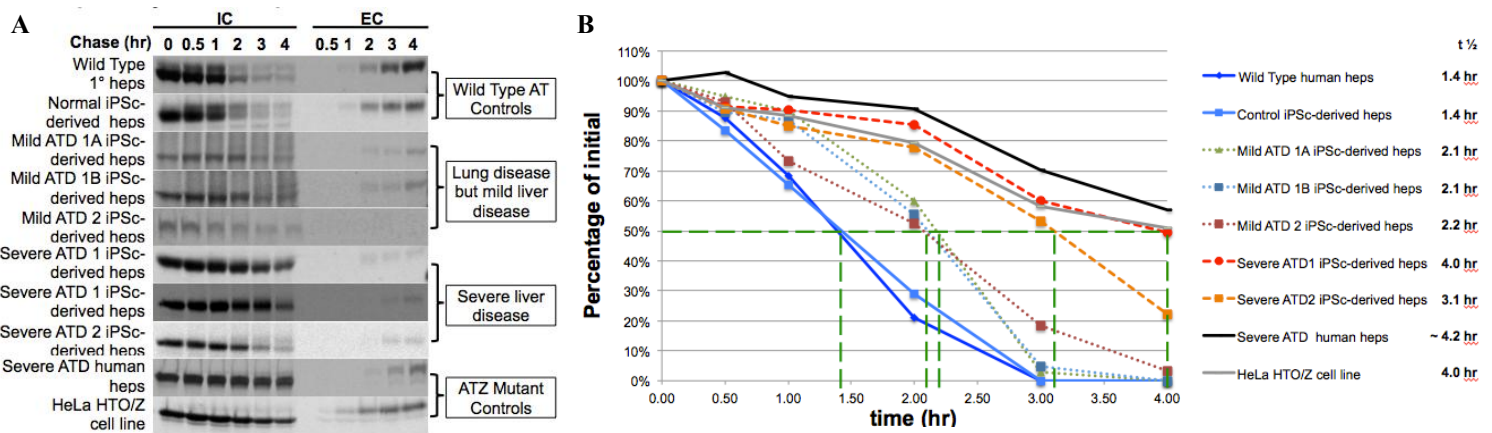 A
IC EC
Chase (hr) 0 0.5 1 2 3 4 0.5 1 2 3 4
Wild Type
1° heps
Normal iPSc-
derived heps
Mild ATD 1A iPSc-
derived heps
Mild ATD 1B iPSc-
derived heps
Mild ATD 2 iPSc-
derived heps
Severe ATD 1 iPSc-
derived heps
Severe ATD 1 iPSc-
derived heps
Severe ATD 2 iPSc-
derived heps
Severe ATD human
heps
HeLa HTO/Z
cell line
Wild Type AT
Controls
Lung disease
but mild liver
disease
Severe liver
disease
ATZ Mutant
Controls
B
Percentage of initial
110%
100%
90%
80%
70%
60%
50%
40%
30%
20%
10%
0%
0.00 0.50 1.00 1.50 2.00 2.50 3.00 3.50 4.00
time (hr)
t ½
Wild Type human heps 1.4 hr
Control iPSc-derived heps 1.4 hr
Mild ATD 1A iPSc-derived heps 2.1 hr
Mild ATD 1B iPSc-derived heps 2.1 hr
Mild ATD 2 iPSc-derived heps 2.2 hr
Severe ATD1 iPSc-derived heps 4.0 hr
Severe ATD2 iPSc-derived heps 3.1 hr
Severe ATD human heps ~ 4.2 hr
HeLa HTO/Z cell line 4.0 hr